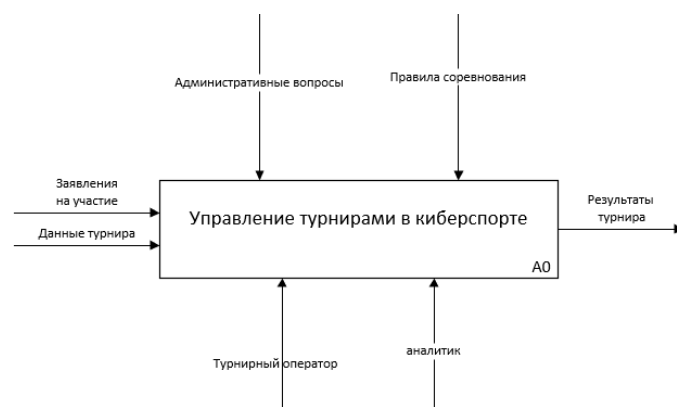 Административные вопросы
Правила соревнования
Заявления
на участие
Данные турнира
Управление турнирами в киберспорте
A0
Результаты
турнира
Турнирный оператор
аналитик